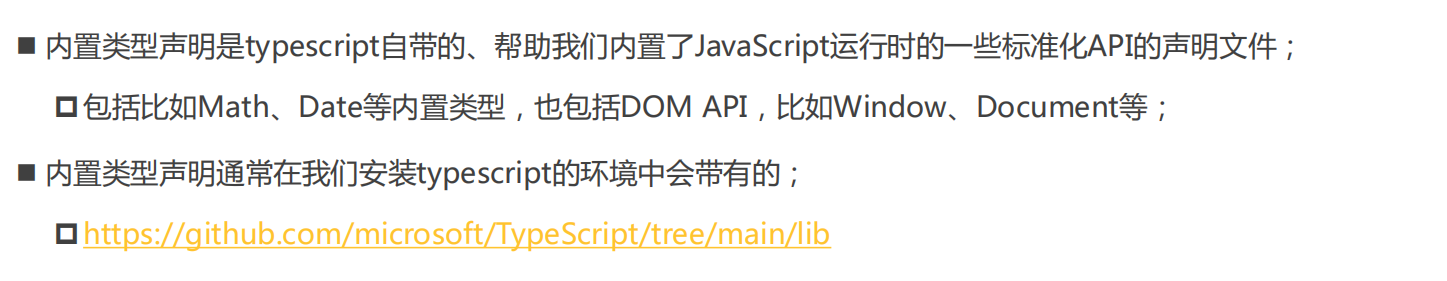 ■ 内置类型声明是typescript自带的、帮助我们内置了JavaScript运行时的一些标准化API的声明文件；
包括比如Math、Date等内置类型，也包括DOM API，比如Window、Document等；
■ 内置类型声明通常在我们安装typescript的环境中会带有的；
https://github.com/microsoft/TypeScript/tree/main/lib